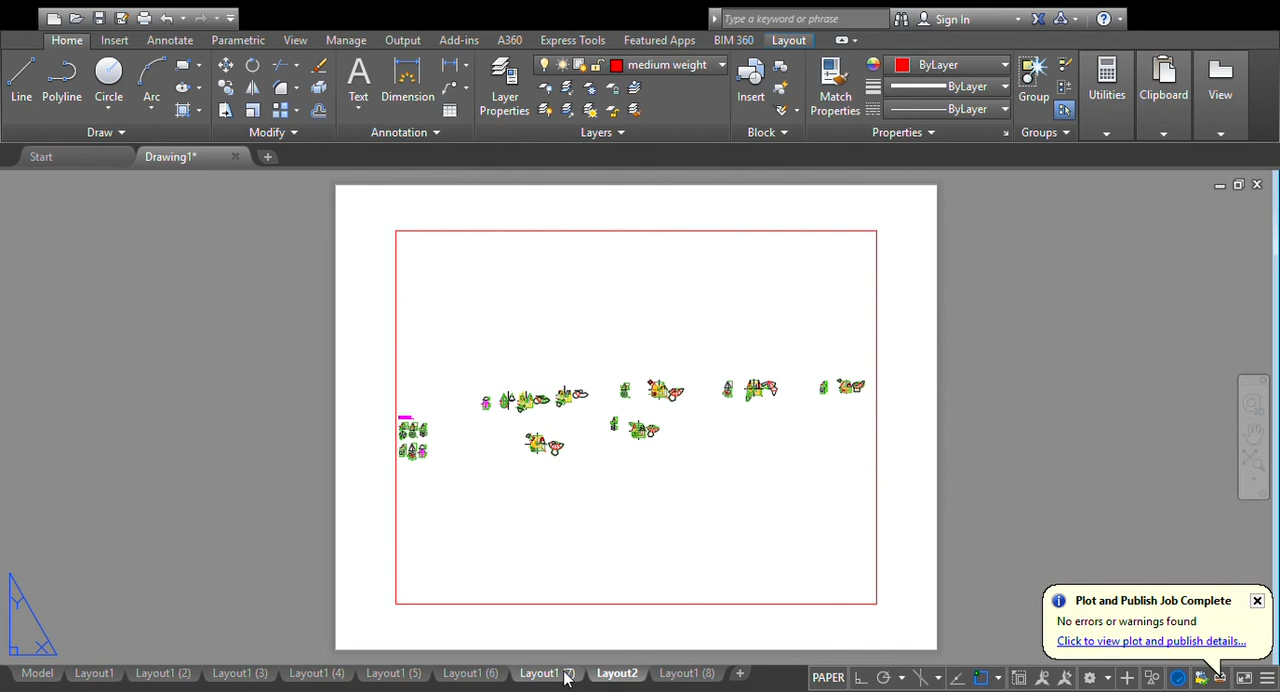 Type a keyword or phrase
Sign In
Home Insert Annotate Parametric View Manage Output Add-ins A360 Express Tools Featured Apps BIM 360 Layout
medium weight
ByLayer
ByLayer
ByLayer
Line Polyline Circle Arc
Text Dimension
Layer
Properties
Insert
Match
Properties
Group
Utilities
Clipboard
View
Draw Modify Annotation Layers Block Properties Groups
Start Drawing1*
Y
X
Plot and Publish Job Complete
No errors or warnings found
Click to view plot and publish details...
Model Layout1 Layout1 (2) Layout1 (3) Layout1 (4) Layout1 (5) Layout1 (6) Layout1 Layout2 Layout1 (8)
PAPER